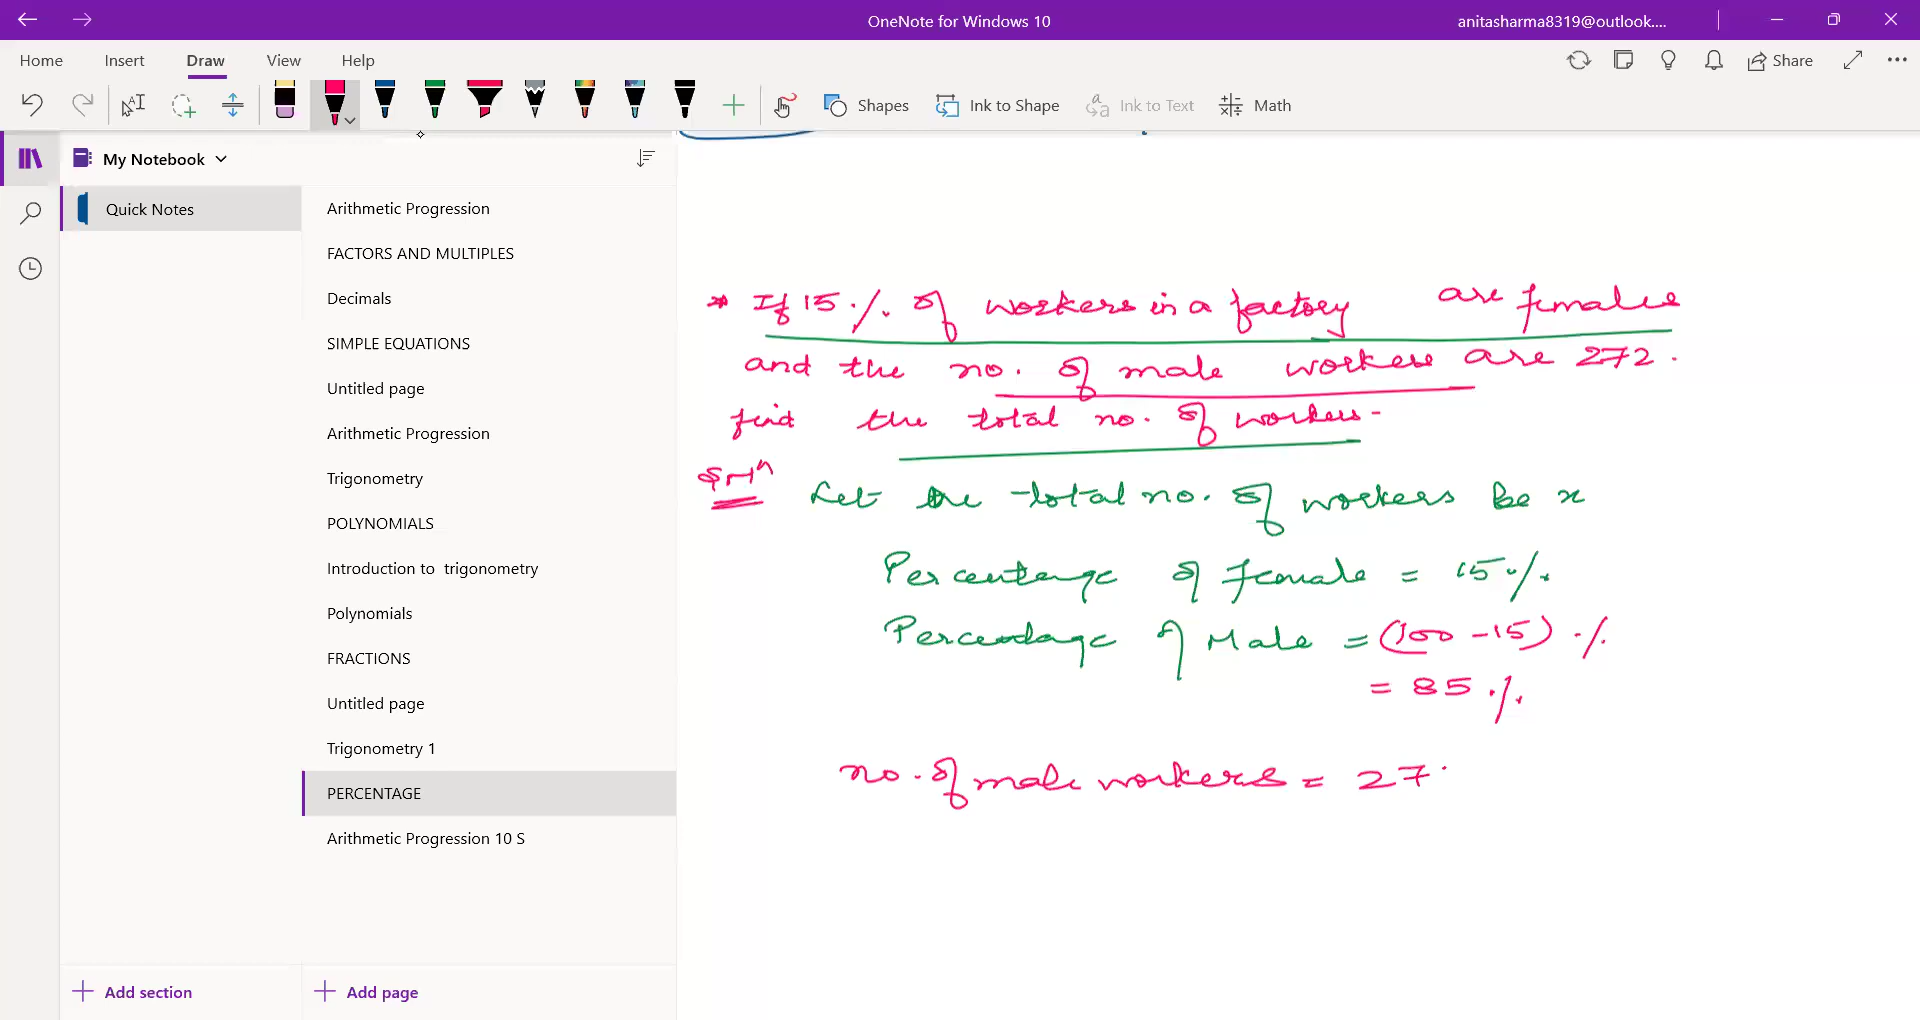 OneNote for Windows 10
anitasharma8319@outlook....
Home Insert Draw View Help
Share
Shapes Ink to Shape Ink to Text Math
My Notebook
Quick Notes
Arithmetic Progression
FACTORS AND MULTIPLES
Decimals
SIMPLE EQUATIONS
Untitled page
Arithmetic Progression
Trigonometry
POLYNOMIALS
Introduction to trigonometry
Polynomials
FRACTIONS
Untitled page
Trigonometry 1
PERCENTAGE
Arithmetic Progression 10 S
Add section
Add page
* If 15 % of workers in a factory are females
and the no. of male workers are 272.
find the total no. of workers.
Let the total no. of workers be x
Percentage of female = 15 %
Percentage of Male = (100 - 15) %
= 85 %
no. of male workers = 27